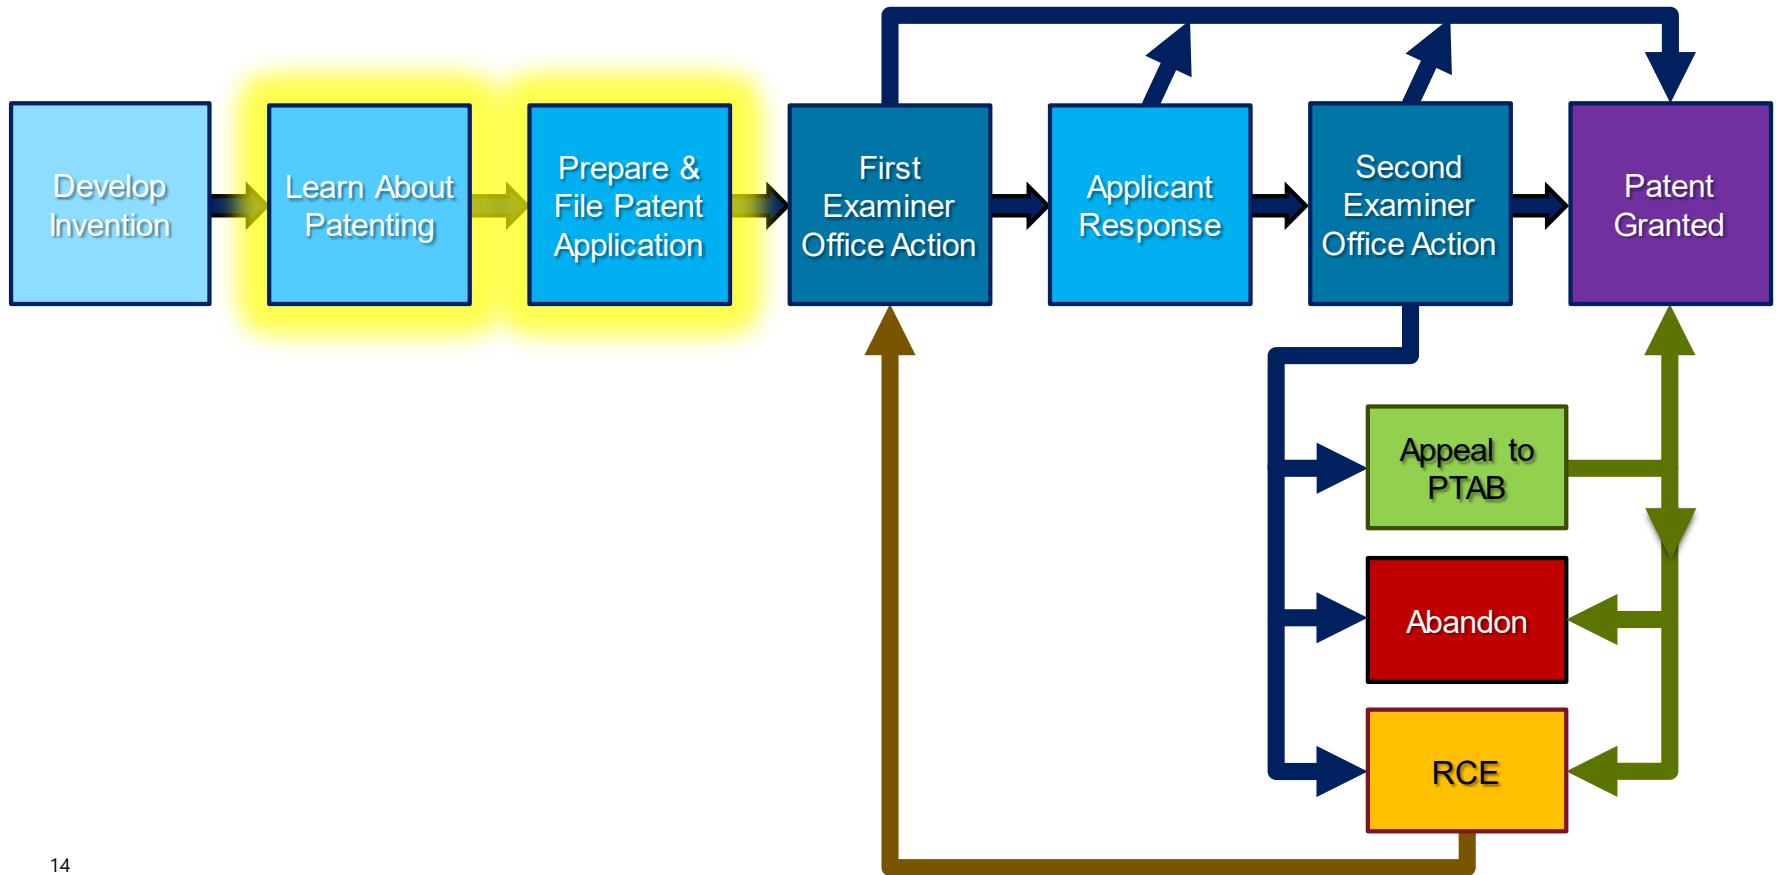 Develop
Invention
Learn About
Patenting
Prepare &
File Patent
Application
First
Examiner
Office Action
Applicant
Response
Second
Examiner
Office Action
Patent
Granted
Appeal to
PTAB
Abandon
RCE
14